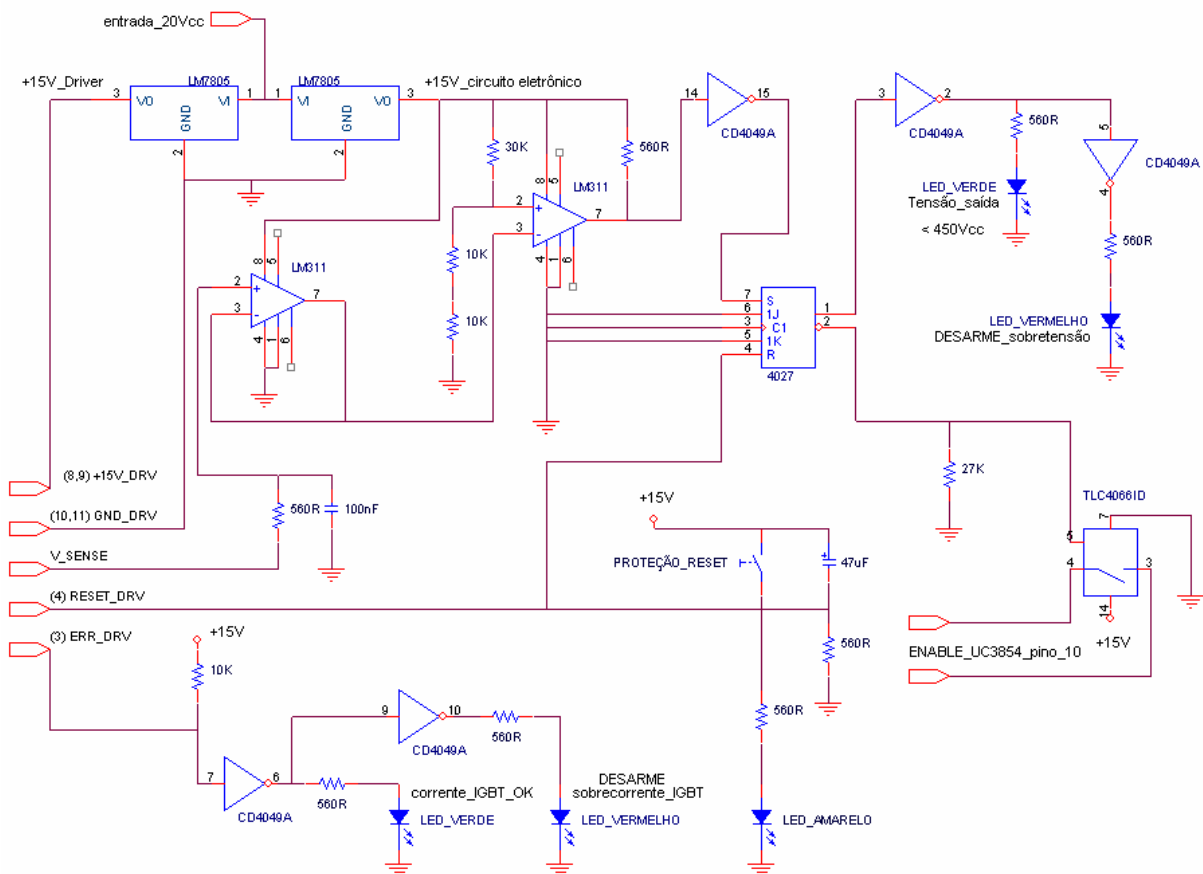 entrada_20Vcc
+15V_Driver
LM7805
LM7805
+15V_circuito eletrônico
3 VO VI 1
1 VI VO 3
GND
2
GND
2
30K
560R
14 15
CD4049A
3 2
CD4049A
560R
5
CD4049A
4
LED_VERDE
Tensão_saída
< 450Vcc
560R
LED_VERMELHO
DESARME_sobretensão
8 5
2 +
3 -
7
LM311
4 1 6
10K
10K
8 5
LM311
2 +
3 -
7
4 1 6
7 S
6 1J
3 C1
5 1K
4 R
1
2
4027
27K
TLC4066ID
7
5
4 3
14
+15V
(8,9) +15V_DRV
(10,11) GND_DRV
V_SENSE
(4) RESET_DRV
(3) ERR_DRV
560R
100nF
+15V
PROTEÇÃO_RESET
47uF
560R
ENABLE_UC3854_pino_10
+15V
10K
9 10
CD4049A
560R
7 6
CD4049A
560R
corrente_IGBT_OK
LED_VERDE
DESARME
sobrecorrente_IGBT
LED_VERMELHO
560R
LED_AMARELO